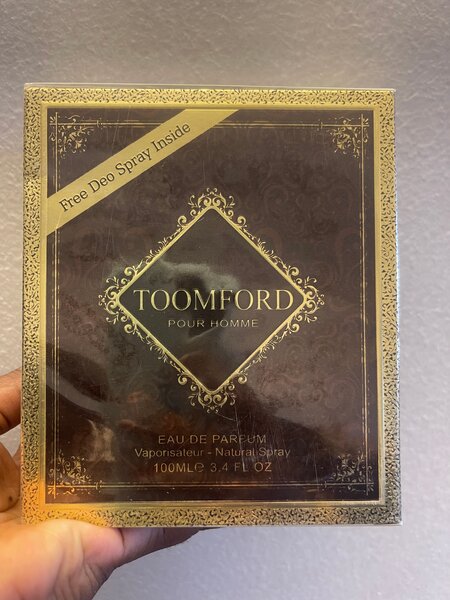 Free Deo Spray Inside
TOOMFORD
POUR HOMME
EAU DE PARFUM
Vaporisateur - Natural Spray
100ML℮ 3.4 FL OZ